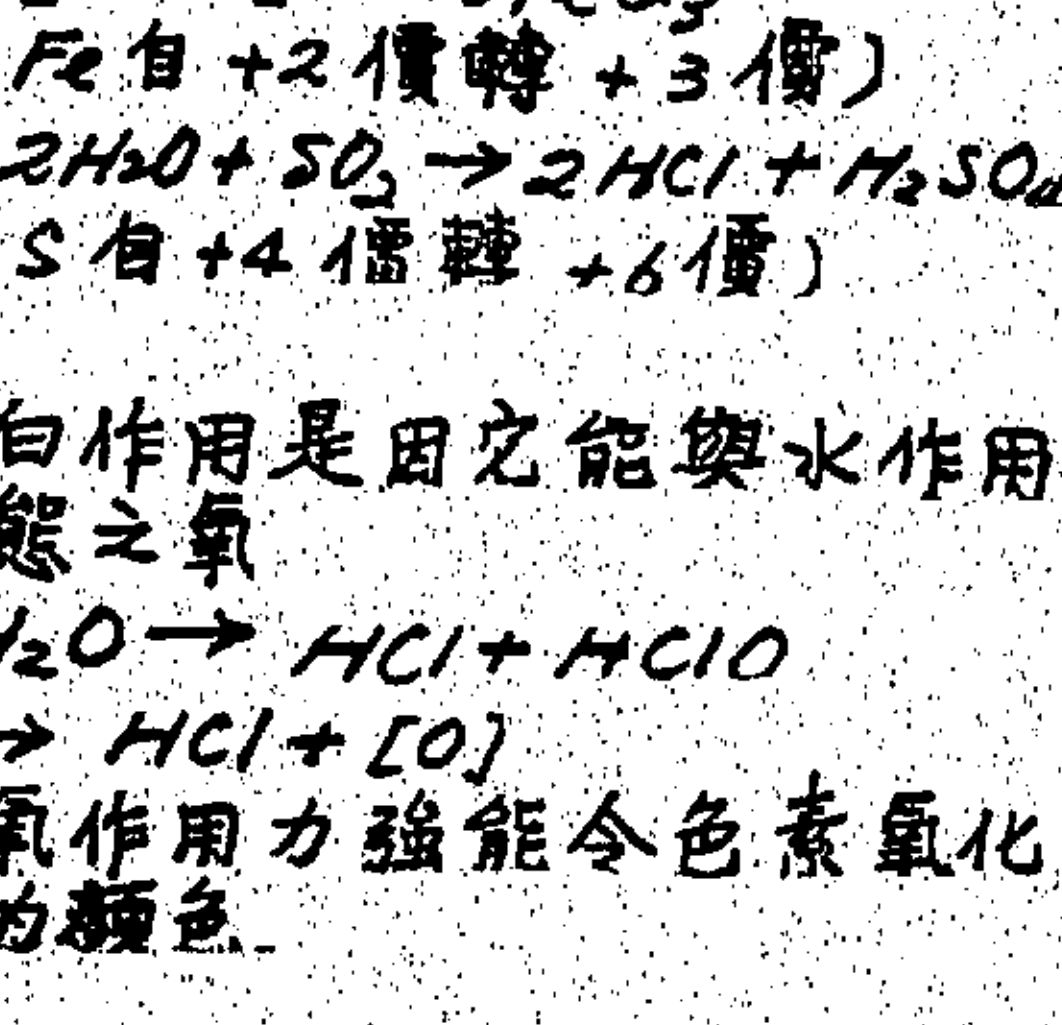 Fe自 +2 價轉 +3 價)
2H₂O + SO₂ → 2HCl + H₂SO₄
S 自 +4 價轉 +6 價)
白作用是因它能與水作用
態之氧
H₂O → HCl + HClO
→ HCl + [O]
氧作用力強能令色素氧化
的顏色